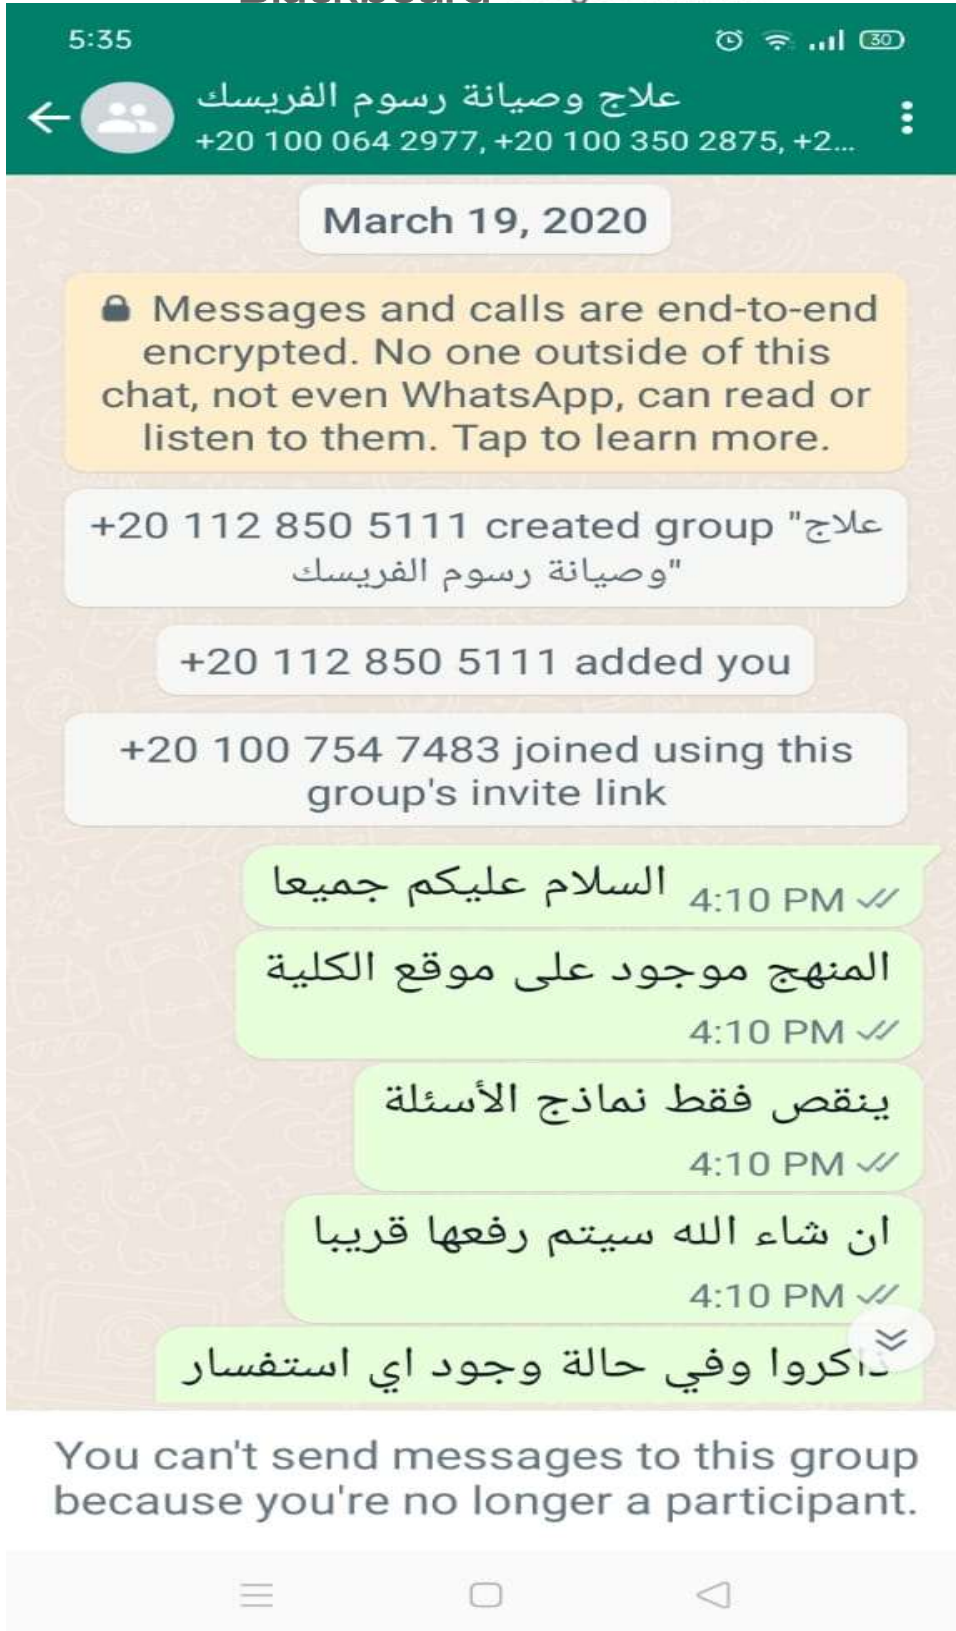 5:35
30
علاج وصيانة رسوم الفريسك
+20 100 064 2977, +20 100 350 2875, +2...
March 19, 2020
Messages and calls are end-to-end
encrypted. No one outside of this
chat, not even WhatsApp, can read or
listen to them. Tap to learn more.
+20 112 850 5111 created group "علاج
وصيانة رسوم الفريسك"
+20 112 850 5111 added you
+20 100 754 7483 joined using this
group's invite link
السلام عليكم جميعا
4:10 PM
المنهج موجود على موقع الكلية
4:10 PM
ينقص فقط نماذج الأسئلة
4:10 PM
ان شاء الله سيتم رفعها قريبا
4:10 PM
ذاكروا وفي حالة وجود اي استفسار
You can't send messages to this group
because you're no longer a participant.